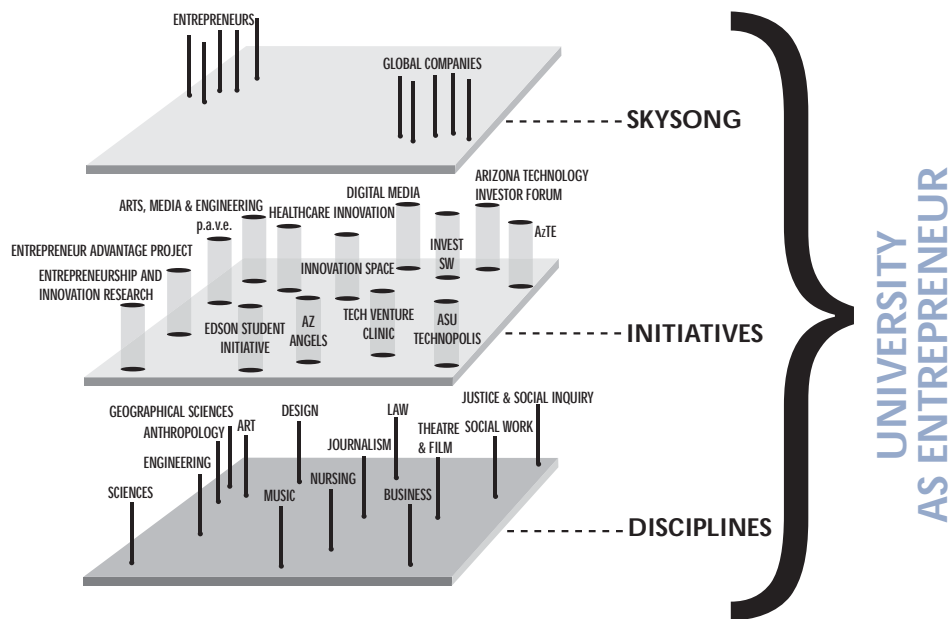 ENTREPRENEURS
GLOBAL COMPANIES
SKYSONG
ARTS, MEDIA & ENGINEERING
p.a.v.e.
HEALTHCARE INNOVATION
DIGITAL MEDIA
ARIZONA TECHNOLOGY
INVESTOR FORUM
AzTE
ENTREPRENEUR ADVANTAGE PROJECT
ENTREPRENEURSHIP AND
INNOVATION RESEARCH
INNOVATION SPACE
INVEST
SW
EDSON STUDENT
INITIATIVE
AZ
ANGELS
TECH VENTURE
CLINIC
ASU
TECHNOPOLIS
INITIATIVES
GEOGRAPHICAL SCIENCES
ANTHROPOLOGY
ART
ENGINEERING
SCIENCES
DESIGN
MUSIC
NURSING
JOURNALISM
LAW
BUSINESS
THEATRE
& FILM
SOCIAL WORK
JUSTICE & SOCIAL INQUIRY
DISCIPLINES
UNIVERSITY
AS ENTREPRENEUR